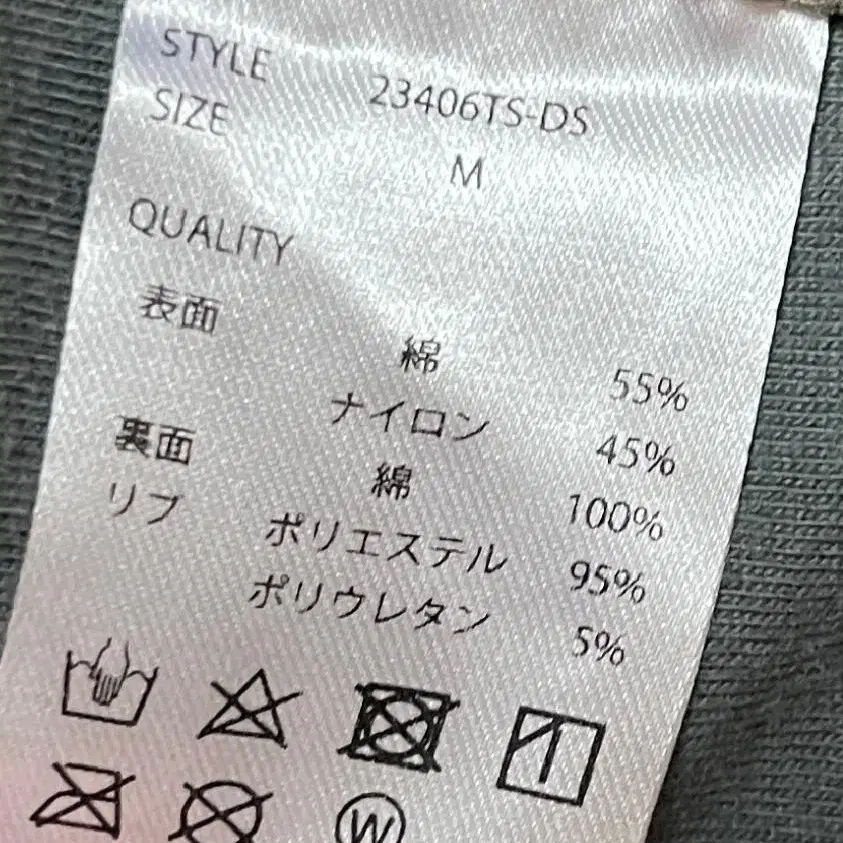 STYLE 23406TS-DS
SIZE M
QUALITY
表面 綿 55%
ナイロン 45%
裏面 綿 100%
リブ ポリエステル 95%
ポリウレタン 5%
W